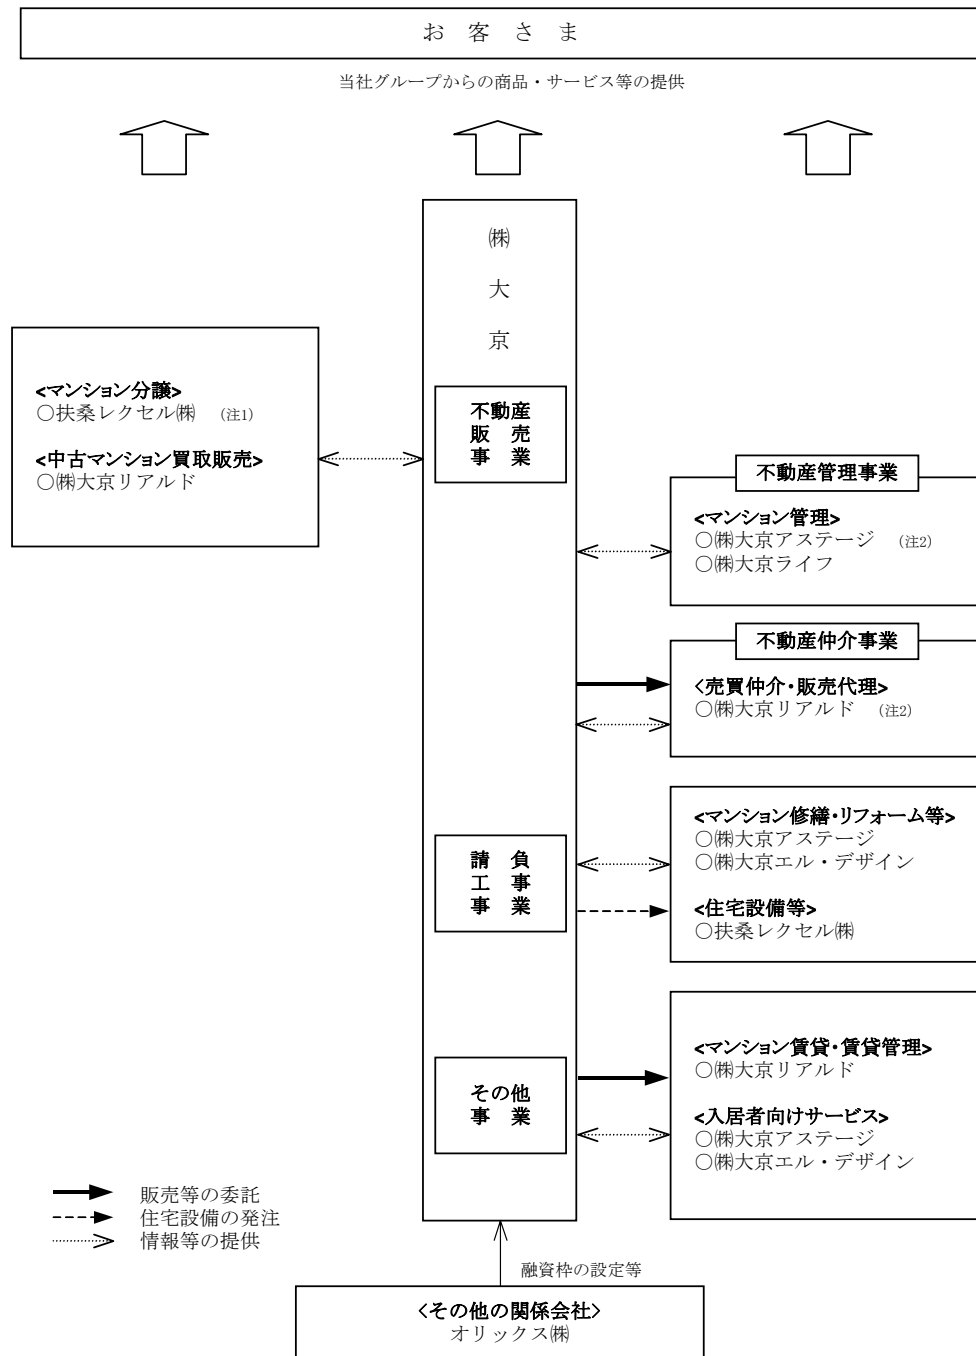 お 客 さ ま
当社グループからの商品・サービス等の提供
㈱
大
京
<マンション分譲>
○扶桑レクセル㈱ (注1)
<中古マンション買取販売>
○㈱大京リアルド
不動産
販 売
事 業
不動産管理事業
<マンション管理>
○㈱大京アステージ (注2)
○㈱大京ライフ
不動産仲介事業
<売買仲介・販売代理>
○㈱大京リアルド (注2)
請 負
工 事
事 業
<マンション修繕・リフォーム等>
○㈱大京アステージ
○㈱大京エル・デザイン
<住宅設備等>
○扶桑レクセル㈱
その他
事 業
<マンション賃貸・賃貸管理>
○㈱大京リアルド
<入居者向けサービス>
○㈱大京アステージ
○㈱大京エル・デザイン
販売等の委託
住宅設備の発注
情報等の提供
融資枠の設定等
<その他の関係会社>
オリックス㈱